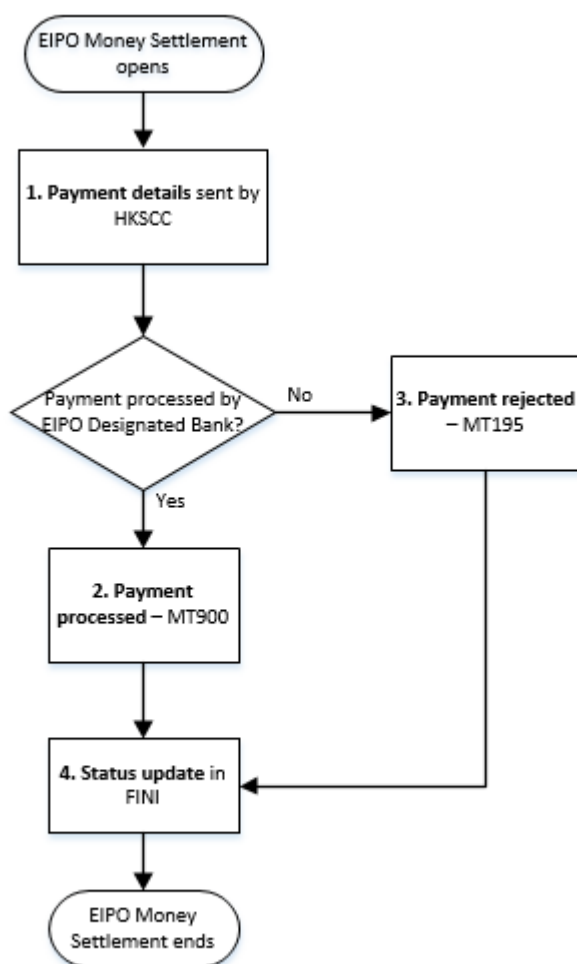 EIPO Money Settlement
opens
1. Payment details sent by
HKSCC
Payment processed by
EIPO Designated Bank?
No
3. Payment rejected
– MT195
Yes
2. Payment
processed – MT900
4. Status update in
FINI
EIPO Money
Settlement ends